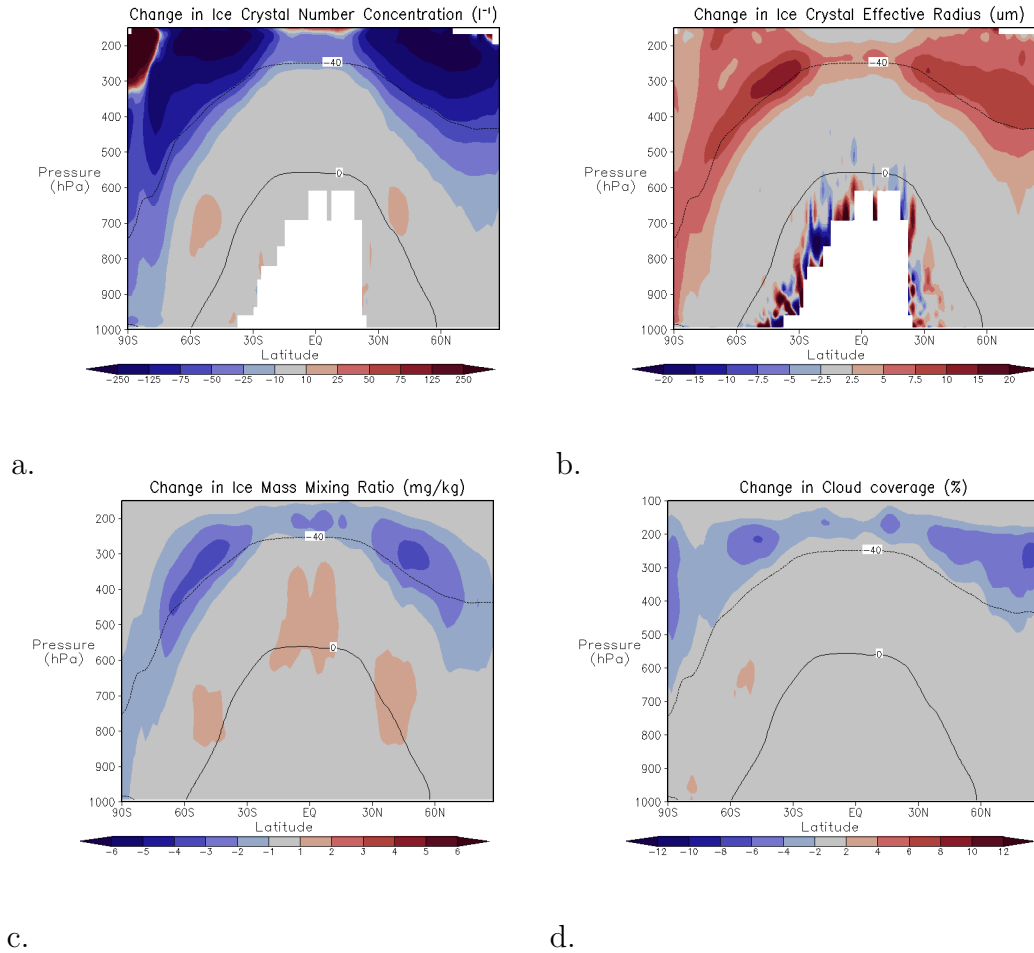 Change in Ice Crystal Number Concentration (l⁻¹)
200
300
400
500
600
700
800
900
1000
Pressure
(hPa)
-40
0
90S 60S 30S EQ 30N 60N
Latitude
-250 -125 -75 -50 -25 -10 10 25 50 75 125 250
a.
Change in Ice Crystal Effective Radius (um)
200
300
400
500
600
700
800
900
1000
Pressure
(hPa)
-40
0
90S 60S 30S EQ 30N 60N
Latitude
-20 -15 -10 -7.5 -5 -2.5 2.5 5 7.5 10 15 20
b.
Change in Ice Mass Mixing Ratio (mg/kg)
200
300
400
500
600
700
800
900
1000
Pressure
(hPa)
-40
0
90S 60S 30S EQ 30N 60N
Latitude
-6 -5 -4 -3 -2 -1 1 2 3 4 5 6
c.
Change in Cloud coverage (%)
100
200
300
400
500
600
700
800
900
1000
Pressure
(hPa)
-40
0
90S 60S 30S EQ 30N 60N
Latitude
-12 -10 -8 -6 -4 -2 2 4 6 8 10 12
d.